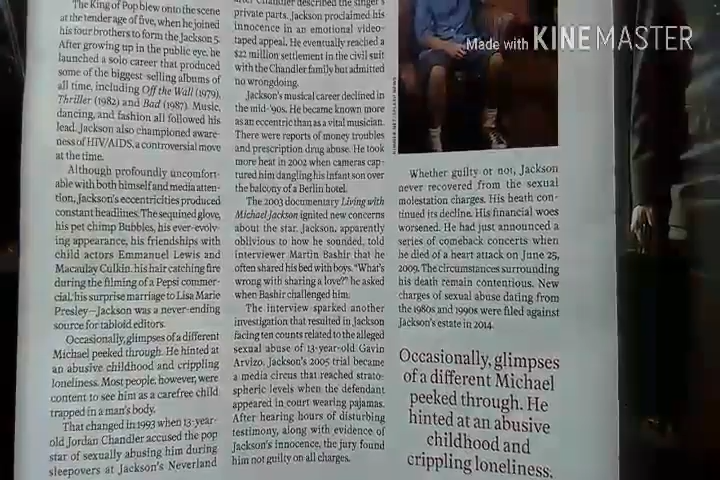 The King of Pop blew onto the scene
at the tender age of five, when he joined
his four brothers to form the Jackson 5.
After growing up in the public eye, he
launched a solo career that produced
some of the biggest selling albums of
all time, including Off the Wall (1979),
Thriller (1982) and Bad (1987). Music,
dancing, and fashion all followed his
lead. Jackson also championed aware-
ness of HIV/AIDS, a controversial move
at the time.
Although profoundly uncomfort-
able with both himself and media atten-
tion, Jackson's eccentricities produced
constant headlines. The sequined glove,
his pet chimp Bubbles, his ever-evolv-
ing appearance, his friendships with
child actors Emmanuel Lewis and
Macaulay Culkin, his hair catching fire
during the filming of a Pepsi commer-
cial, his surprise marriage to Lisa Marie
Presley—Jackson was a never-ending
source for tabloid editors.
Occasionally, glimpses of a different
Michael peeked through. He hinted at
an abusive childhood and crippling
loneliness. Most people, however, were
content to see him as a carefree child
trapped in a man's body.
That changed in 1993 when 13-year-
old Jordan Chandler accused the pop
star of sexually abusing him during
sleepovers at Jackson's Neverland
after Chandler described the singer's
private parts. Jackson proclaimed his
innocence in an emotional video-
taped appeal. He eventually reached a
$22 million settlement in the civil suit
with the Chandler family but admitted
no wrongdoing.
Jackson's musical career declined in
the mid-'90s. He became known more
as an eccentric than as a vital musician.
There were reports of money troubles
and prescription drug abuse. He took
more heat in 2002 when cameras cap-
tured him dangling his infant son over
the balcony of a Berlin hotel.
The 2003 documentary Living with
Michael Jackson ignited new concerns
about the star. Jackson, apparently
oblivious to how he sounded, told
interviewer Martin Bashir that he
often shared his bed with boys. "What's
wrong with sharing a love?" he asked
when Bashir challenged him.
The interview sparked another
investigation that resulted in Jackson
facing ten counts related to the alleged
sexual abuse of 13-year-old Gavin
Arvizo. Jackson's 2005 trial became
a media circus that reached strato-
spheric levels when the defendant
appeared in court wearing pajamas.
After hearing hours of disturbing
testimony, along with evidence of
Jackson's innocence, the jury found
him not guilty on all charges.
Whether guilty or not, Jackson
never recovered from the sexual
molestation charges. His heath con-
tinued its decline. His financial woes
worsened. He had just announced a
series of comeback concerts when
he died of a heart attack on June 25,
2009. The circumstances surrounding
his death remain contentious. New
charges of sexual abuse dating from
the 1980s and 1990s were filed against
Jackson's estate in 2014.
Occasionally, glimpses
of a different Michael
peeked through. He
hinted at an abusive
childhood and
crippling loneliness.
Made with KINEMASTER